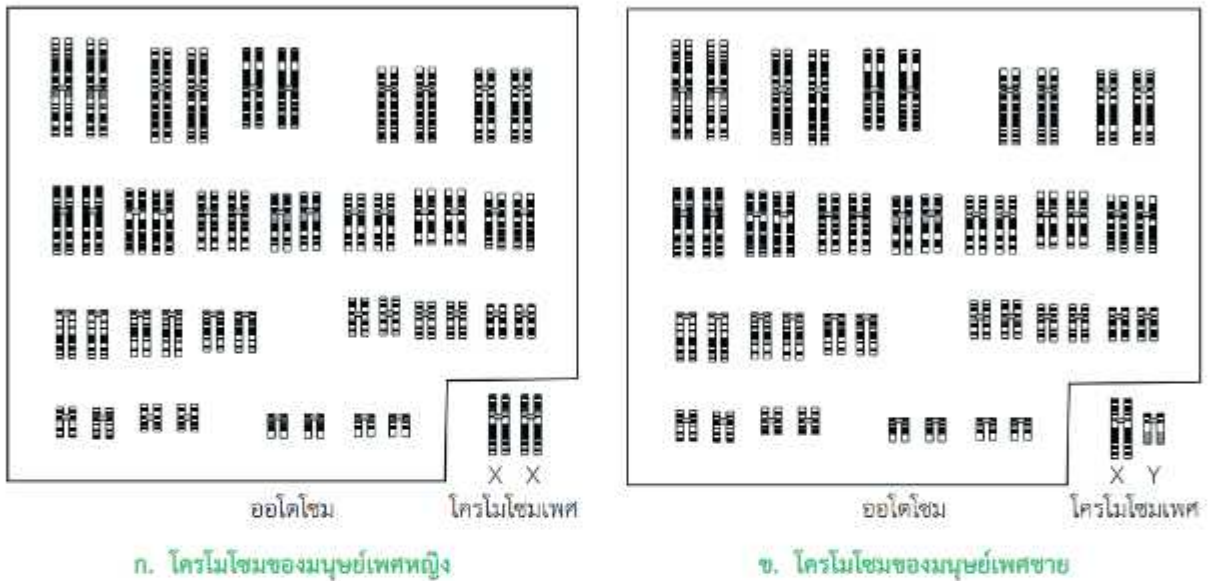 X X
X Y
ออโตโซม โครโมโซมเพศ
ออโตโซม โครโมโซมเพศ
ก. โครโมโซมของมนุษย์เพศหญิง
ข. โครโมโซมของมนุษย์เพศชาย